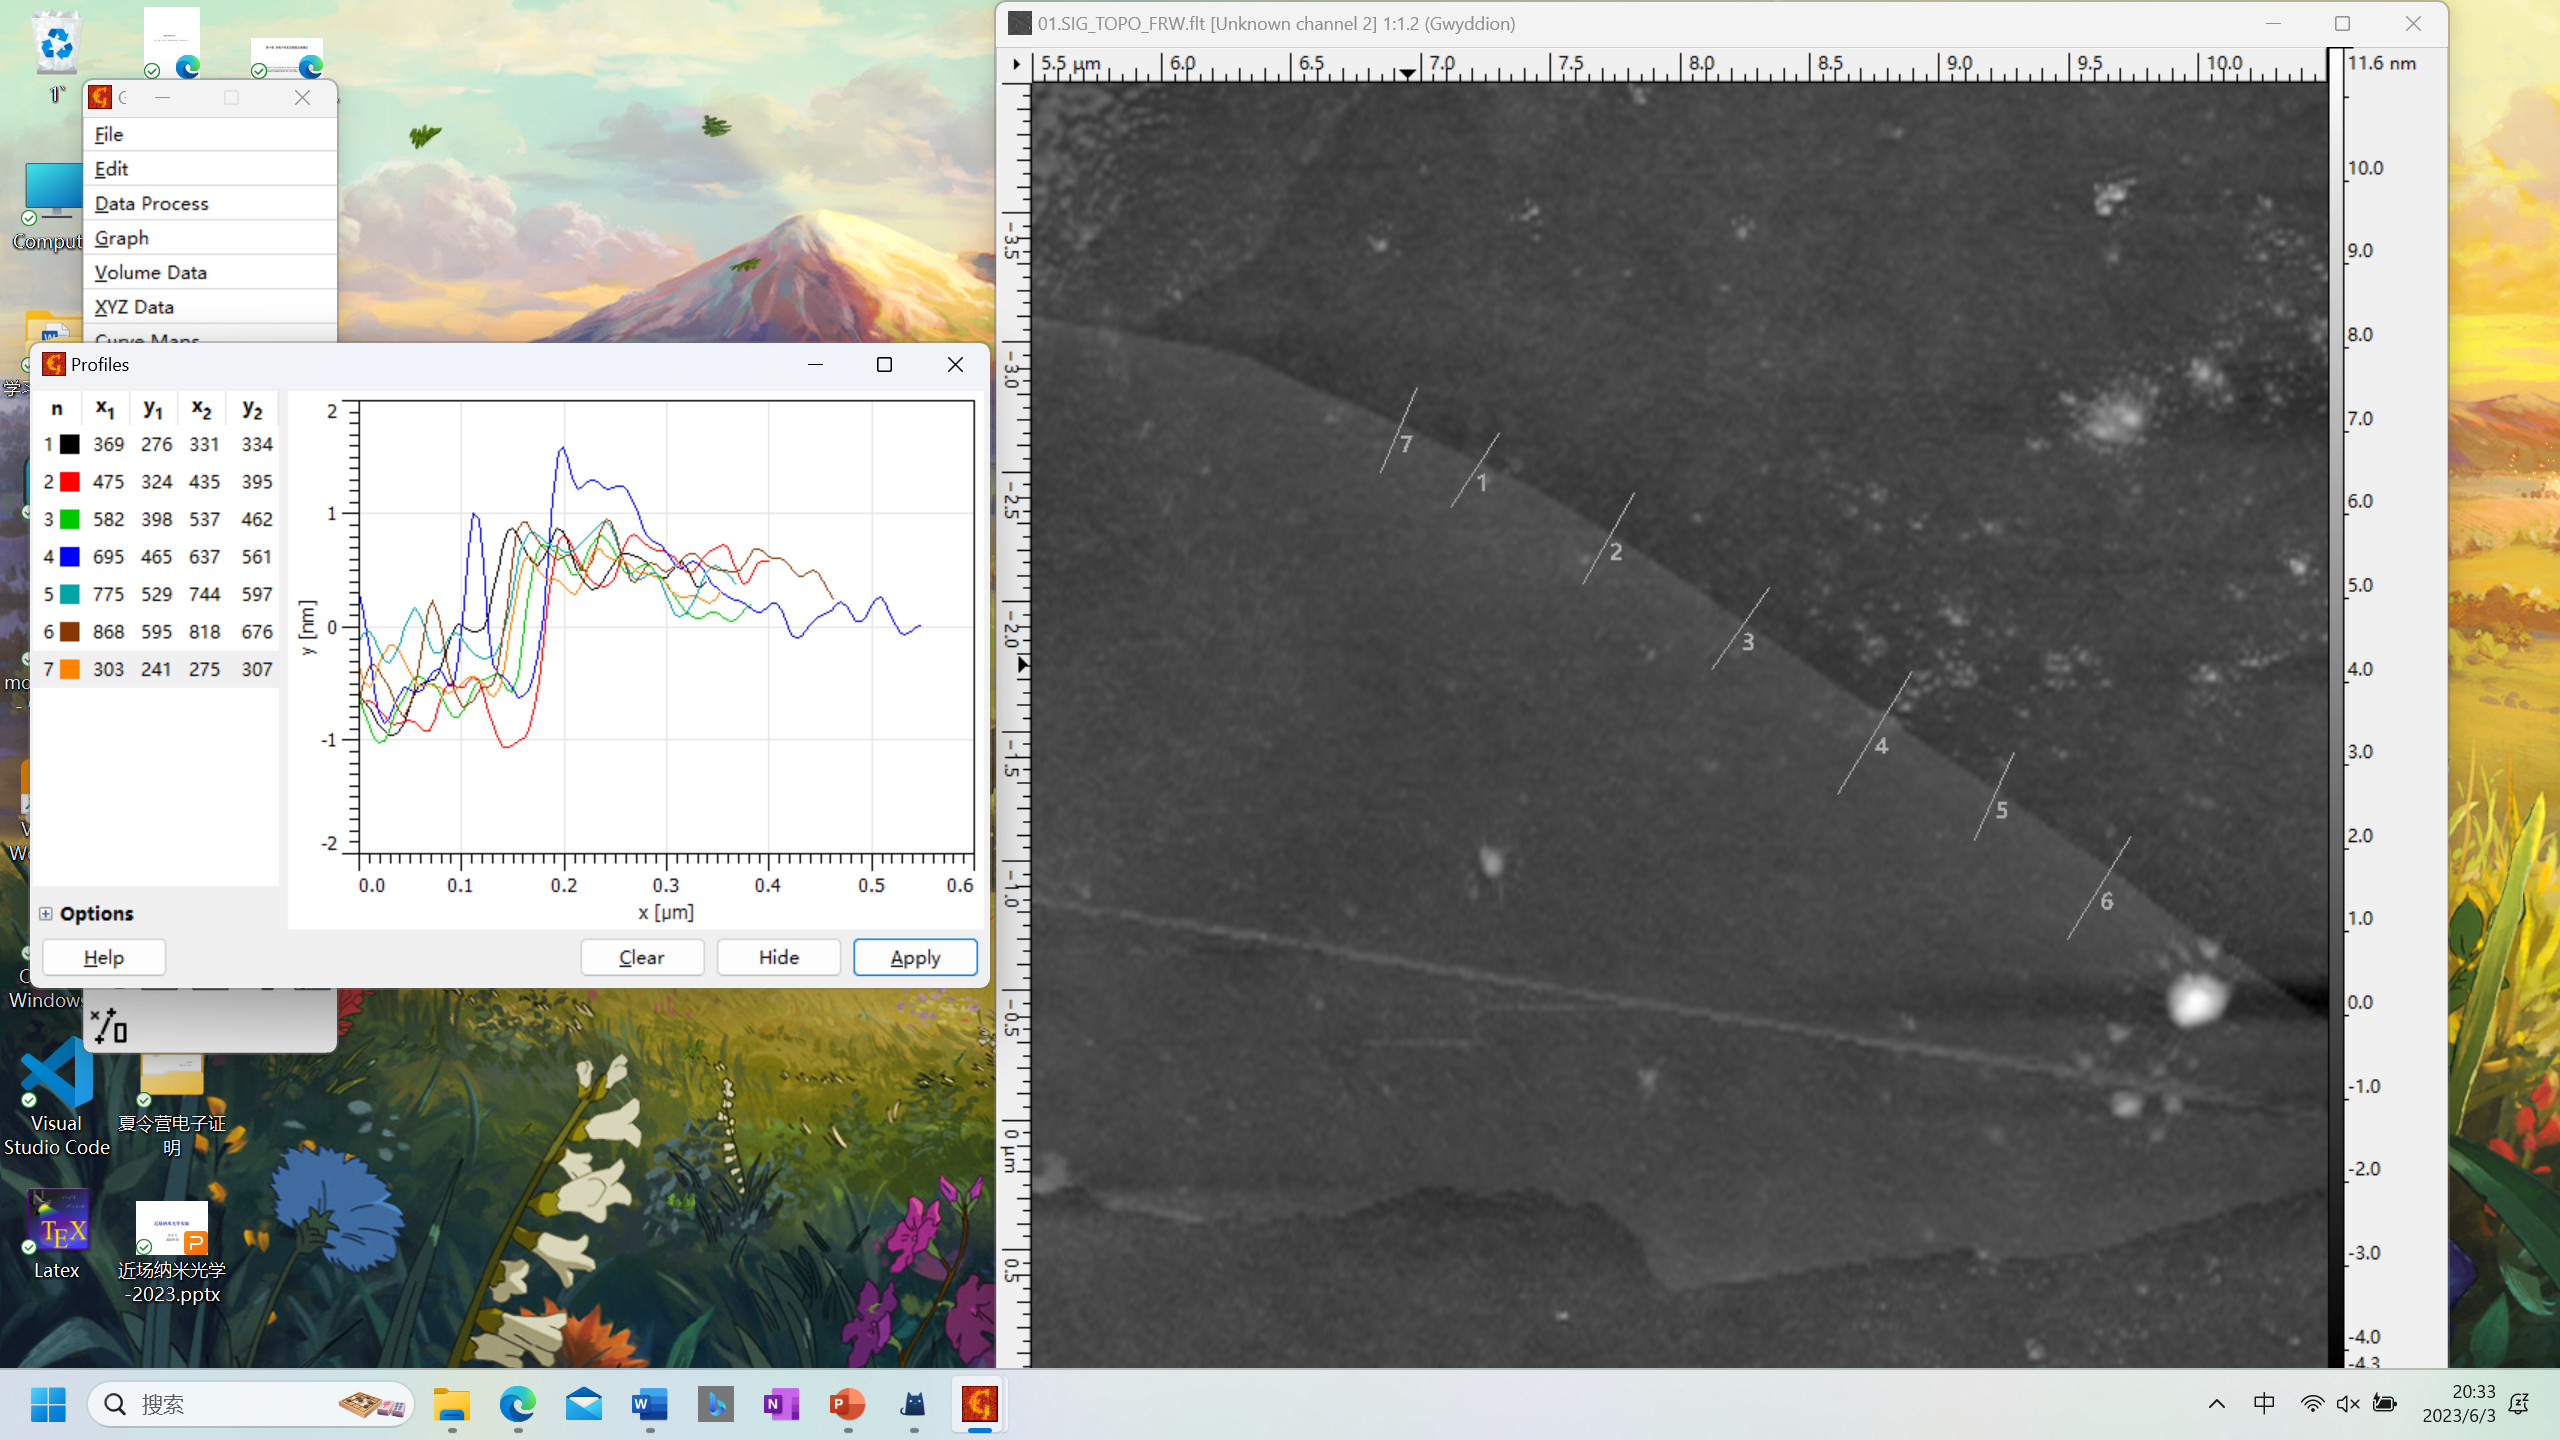 01.SIG_TOPO_FRW.flt [Unknown channel 2] 1:1.2 (Gwyddion)
5.5 μm 6.0 6.5 7.0 7.5 8.0 8.5 9.0 9.5 10.0
11.6 nm
10.0
9.0
8.0
7.0
6.0
5.0
4.0
3.0
2.0
1.0
0.0
-1.0
-2.0
-3.0
-4.0
-4.3
-3.5
-3.0
-2.5
-2.0
-1.5
-1.0
-0.5
0 μm
0.5
7
1
2
3
4
5
6
1`
Comput
File
Edit
Data Process
Graph
Volume Data
XYZ Data
Curve Maps
Profiles
n x1 y1 x2 y2
1 369 276 331 334
2 475 324 435 395
3 582 398 537 462
4 695 465 637 561
5 775 529 744 597
6 868 595 818 676
7 303 241 275 307
2
1
0
-1
-2
y [nm]
0.0 0.1 0.2 0.3 0.4 0.5 0.6
x [μm]
Options
Help Clear Hide Apply
Windows
Visual
Studio Code
夏令营电子证
明
TEX
Latex
近场纳米光学
-2023.pptx
搜索
中
20:33
2023/6/3